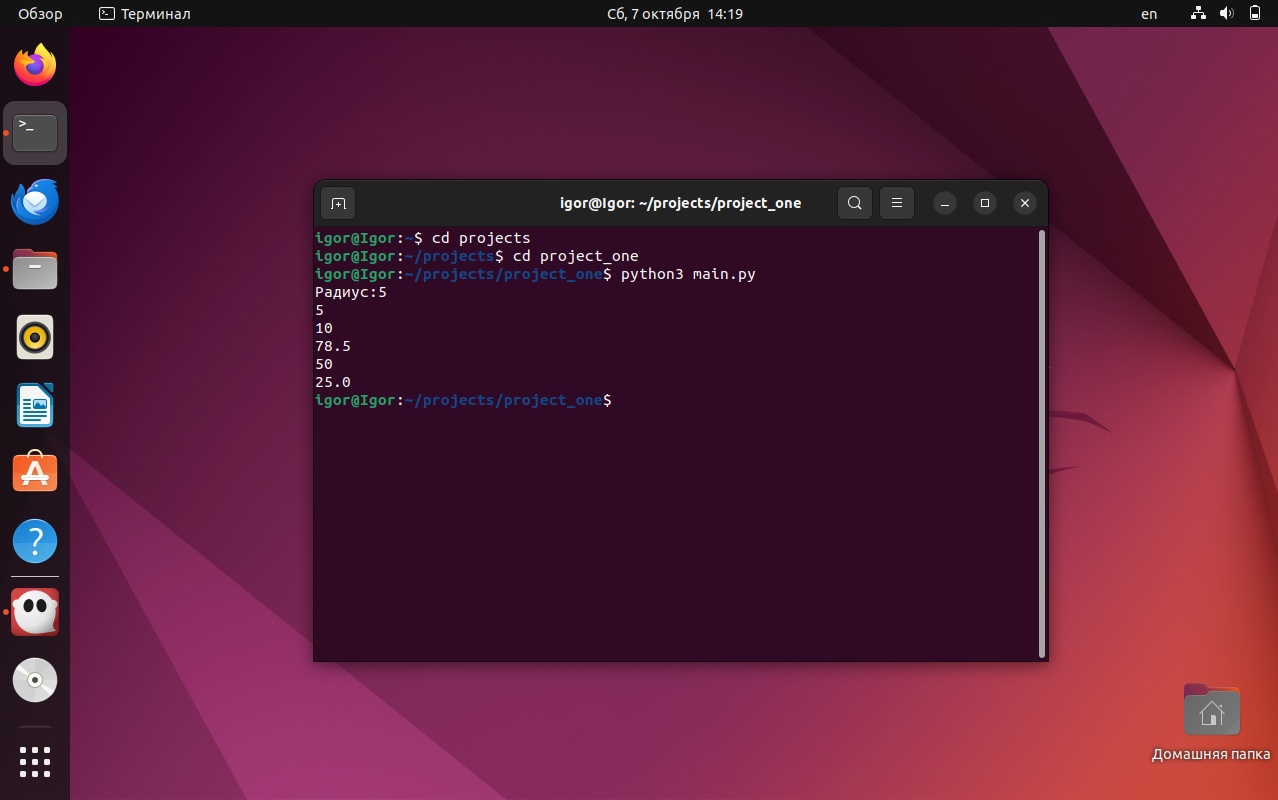 Обзор
Терминал
Сб, 7 октября 14:19
en
igor@Igor: ~/projects/project_one
igor@Igor:~$ cd projects
igor@Igor:~/projects$ cd project_one
igor@Igor:~/projects/project_one$ python3 main.py
Радиус:5
5
10
78.5
50
25.0
igor@Igor:~/projects/project_one$
Домашняя папка